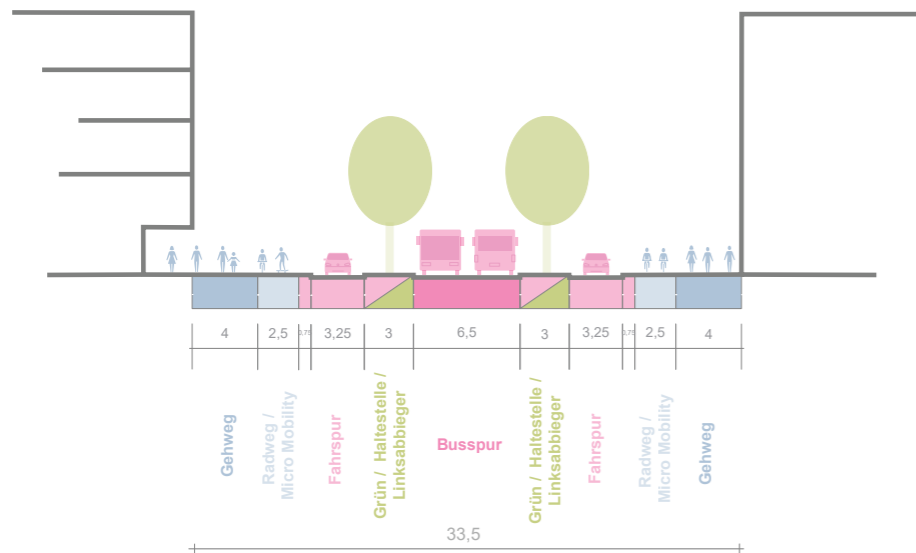 4 2,5 0,75 3,25 3 6,5 3 3,25 0,75 2,5 4
Gehweg
Radweg /
Micro Mobility
Fahrspur
Grün / Haltestelle /
Linksabbieger
Busspur
Grün / Haltestelle /
Linksabbieger
Fahrspur
Radweg /
Micro Mobility
Gehweg
33,5